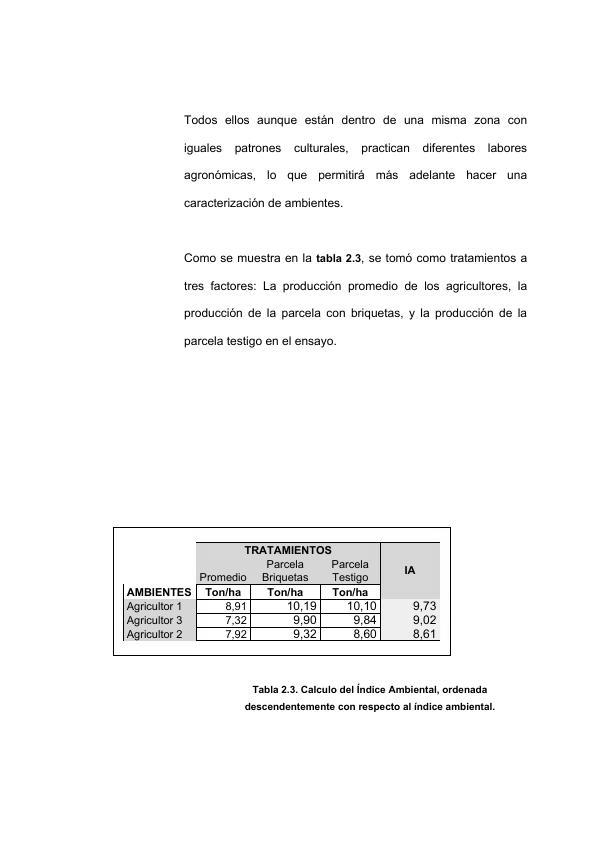 Todos ellos aunque están dentro de una misma zona con
iguales patrones culturales, practican diferentes labores
agronómicas, lo que permitirá más adelante hacer una
caracterización de ambientes.
Como se muestra en la tabla 2.3, se tomó como tratamientos a
tres factores: La producción promedio de los agricultores, la
producción de la parcela con briquetas, y la producción de la
parcela testigo en el ensayo.
TRATAMIENTOS
Parcela Parcela
IA
Promedio Briquetas Testigo
AMBIENTES Ton/ha Ton/ha Ton/ha
Agricultor 1 8,91 10,19 10,10 9,73
Agricultor 3 7,32 9,90 9,84 9,02
Agricultor 2 7,92 9,32 8,60 8,61
Tabla 2.3. Calculo del Índice Ambiental, ordenada
descendentemente con respecto al índice ambiental.